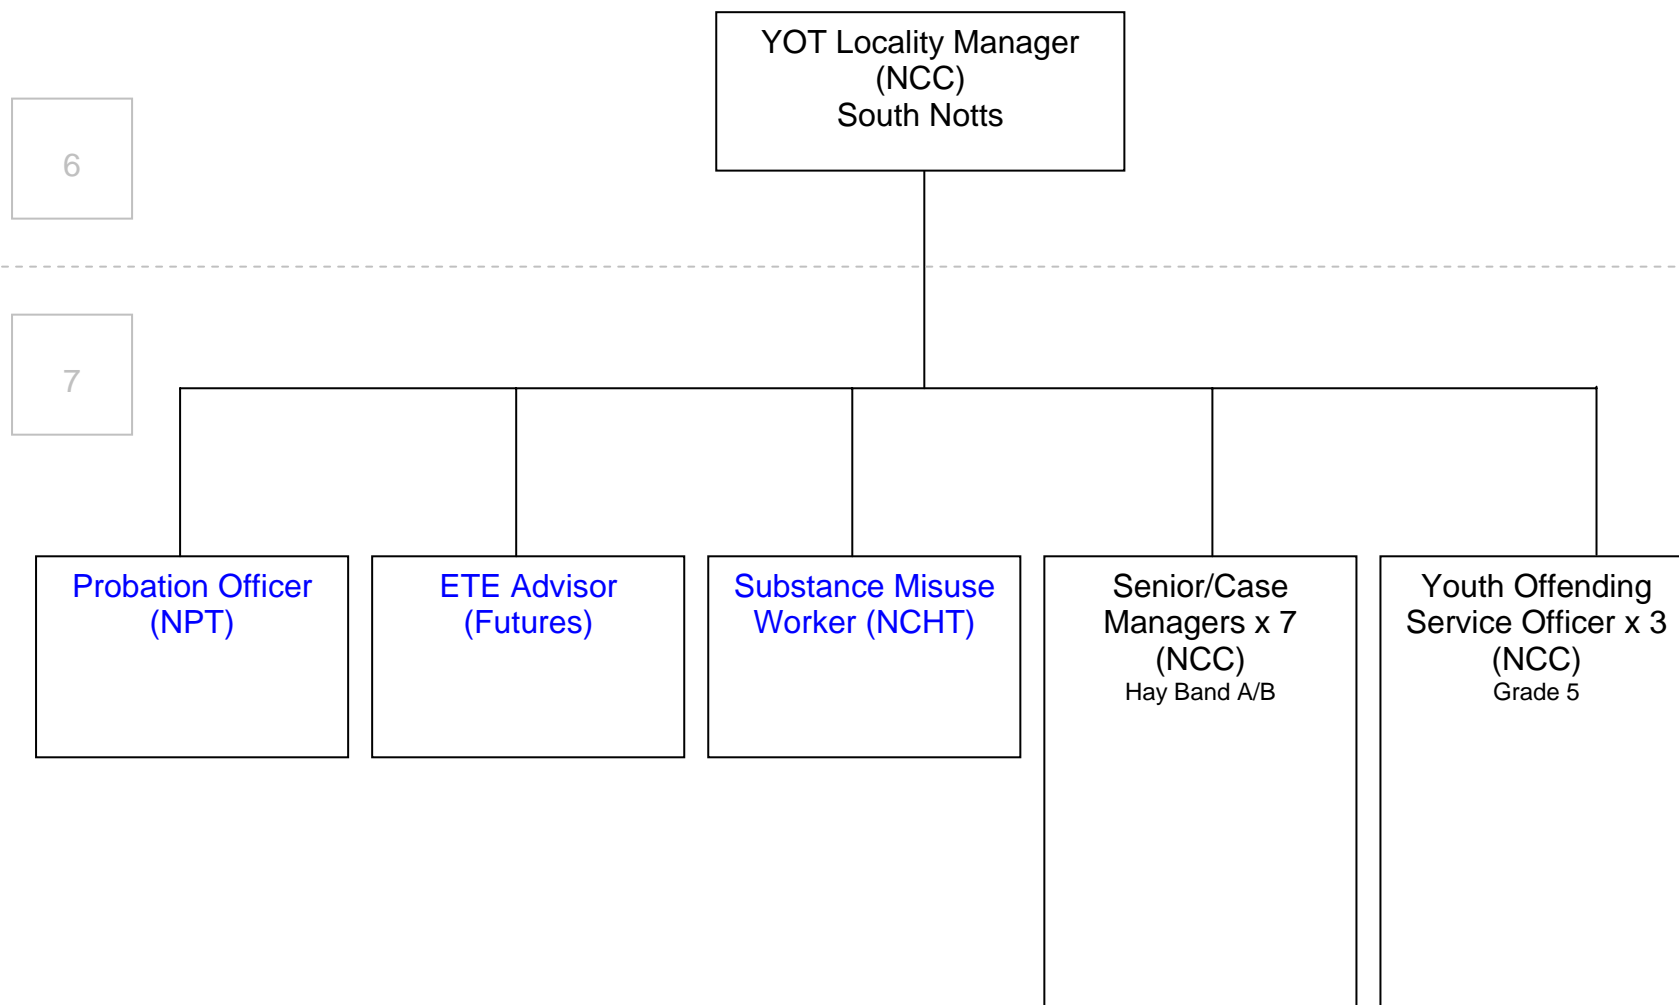 YOT Locality Manager
(NCC)
South Notts
6
7
Probation Officer
(NPT)
ETE Advisor
(Futures)
Substance Misuse
Worker (NCHT)
Senior/Case
Managers x 7
(NCC)
Hay Band A/B
Youth Offending
Service Officer x 3
(NCC)
Grade 5